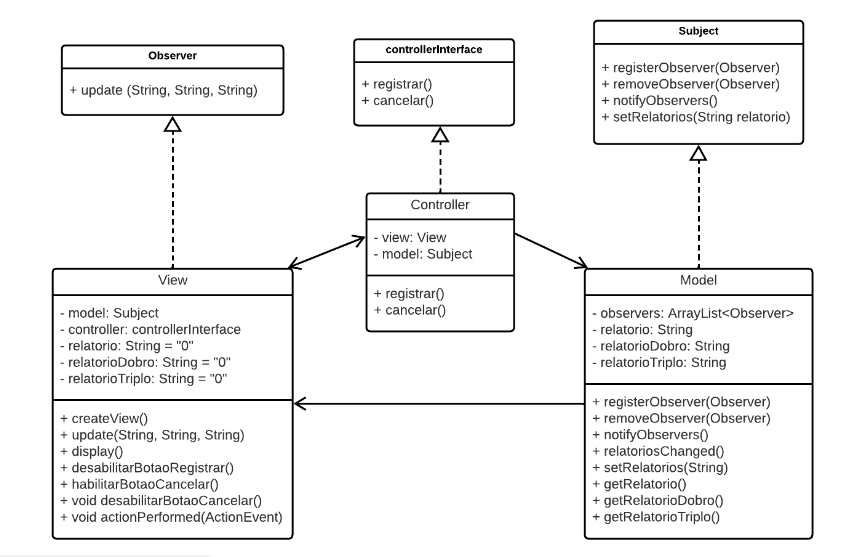 Observer
+ update (String, String, String)
controllerInterface
+ registrar()
+ cancelar()
Subject
+ registerObserver(Observer)
+ removeObserver(Observer)
+ notifyObservers()
+ setRelatorios(String relatorio)
Controller
- view: View
- model: Subject
+ registrar()
+ cancelar()
View
- model: Subject
- controller: controllerInterface
- relatorio: String = "0"
- relatorioDobro: String = "0"
- relatorioTriplo: String = "0"
+ createView()
+ update(String, String, String)
+ display()
+ desabilitarBotaoRegistrar()
+ habilitarBotaoCancelar()
+ void desabilitarBotaoCancelar()
+ void actionPerformed(ActionEvent)
Model
- observers: ArrayList<Observer>
- relatorio: String
- relatorioDobro: String
- relatorioTriplo: String
+ registerObserver(Observer)
+ removeObserver(Observer)
+ notifyObservers()
+ relatoriosChanged()
+ setRelatorios(String)
+ getRelatorio()
+ getRelatorioDobro()
+ getRelatorioTriplo()